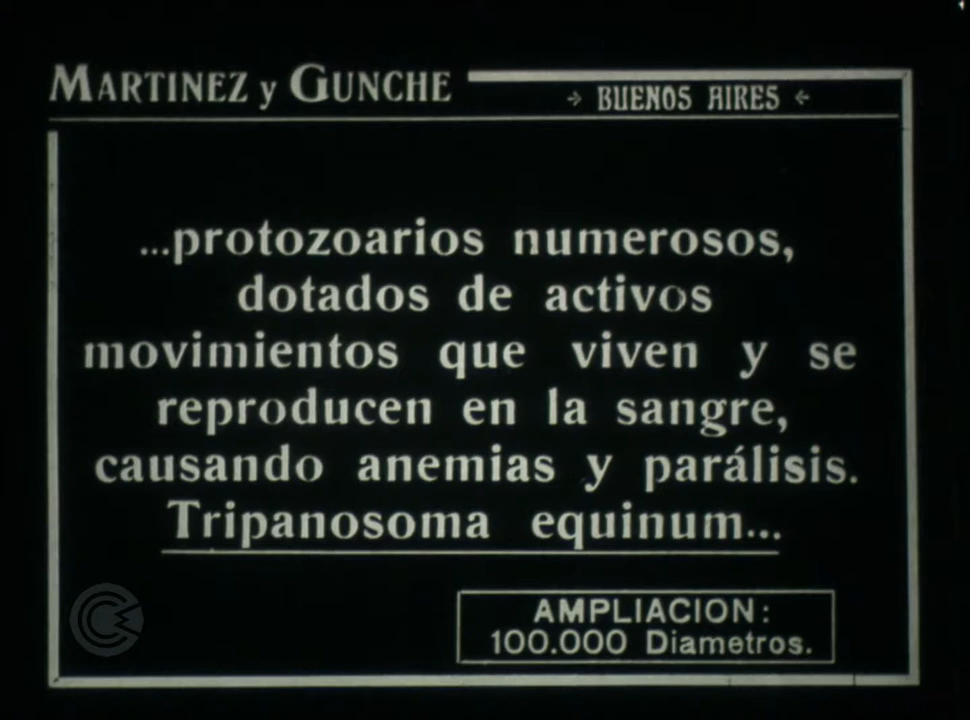 MARTINEZ y GUNCHE
→ BUENOS AIRES ←
...protozoarios numerosos,
dotados de activos
movimientos que viven y se
reproducen en la sangre,
causando anemias y parálisis.
Tripanosoma equinum...
AMPLIACION:
100.000 Diametros.